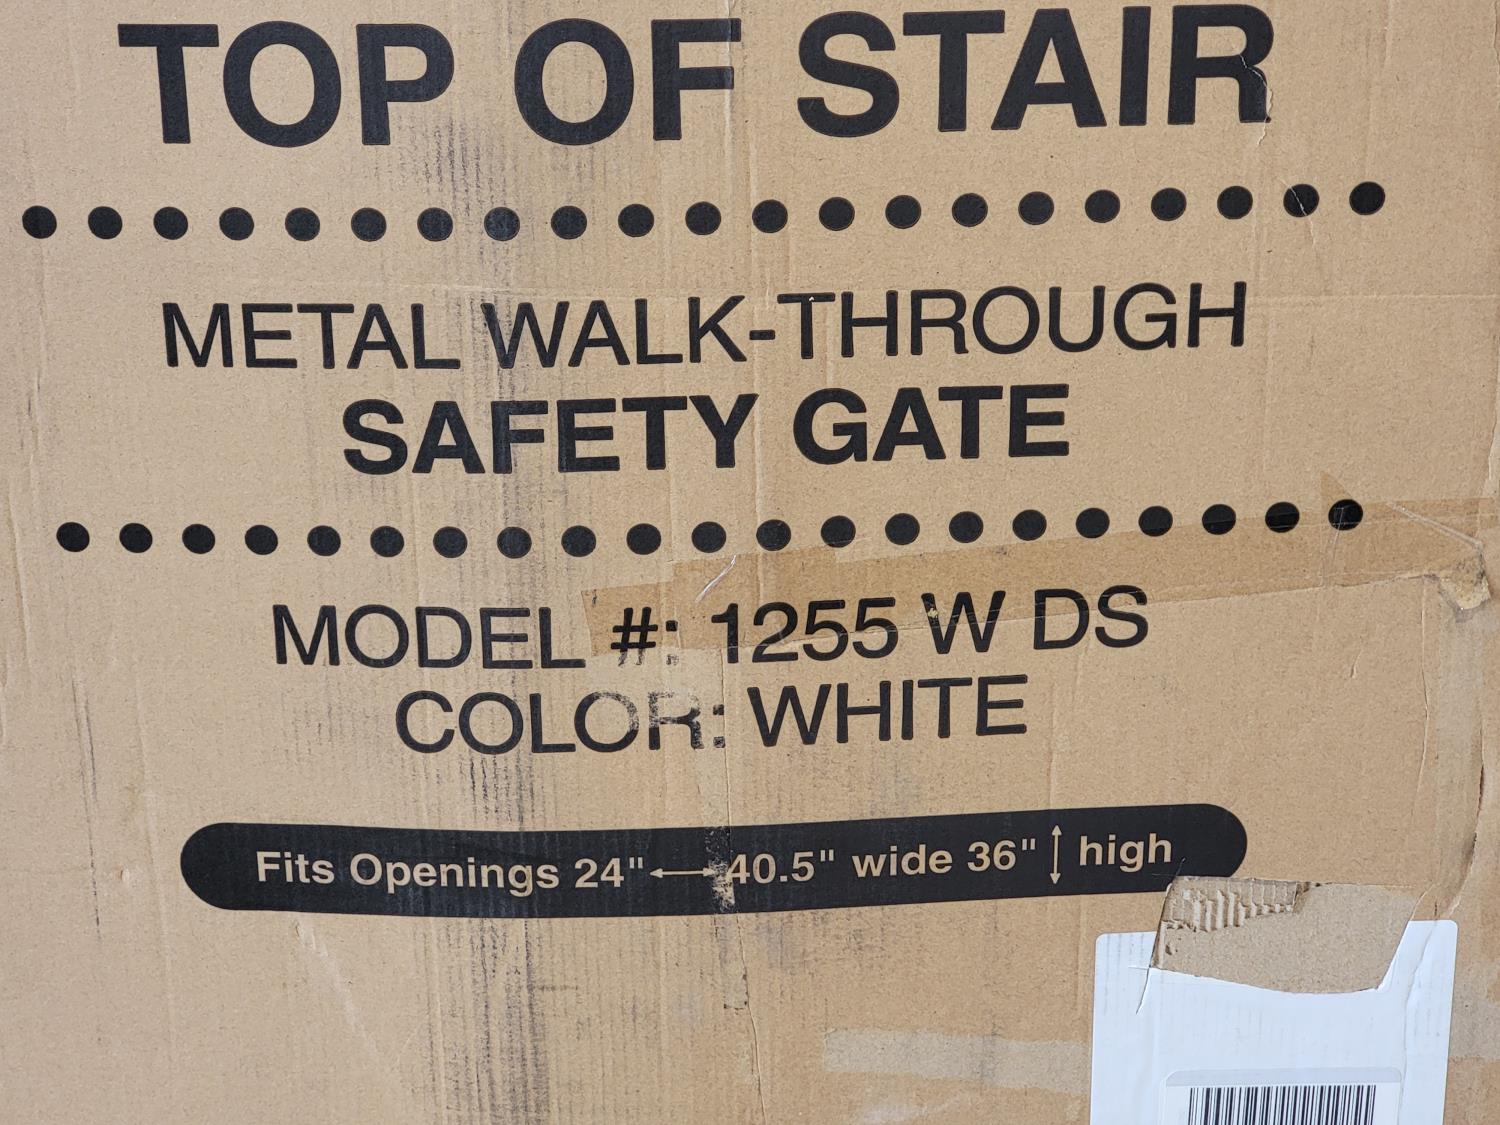 TOP OF STAIR
METAL WALK-THROUGH
SAFETY GATE
MODEL #: 1255 W DS
COLOR: WHITE
Fits Openings 24"↔40.5" wide 36"↕ high